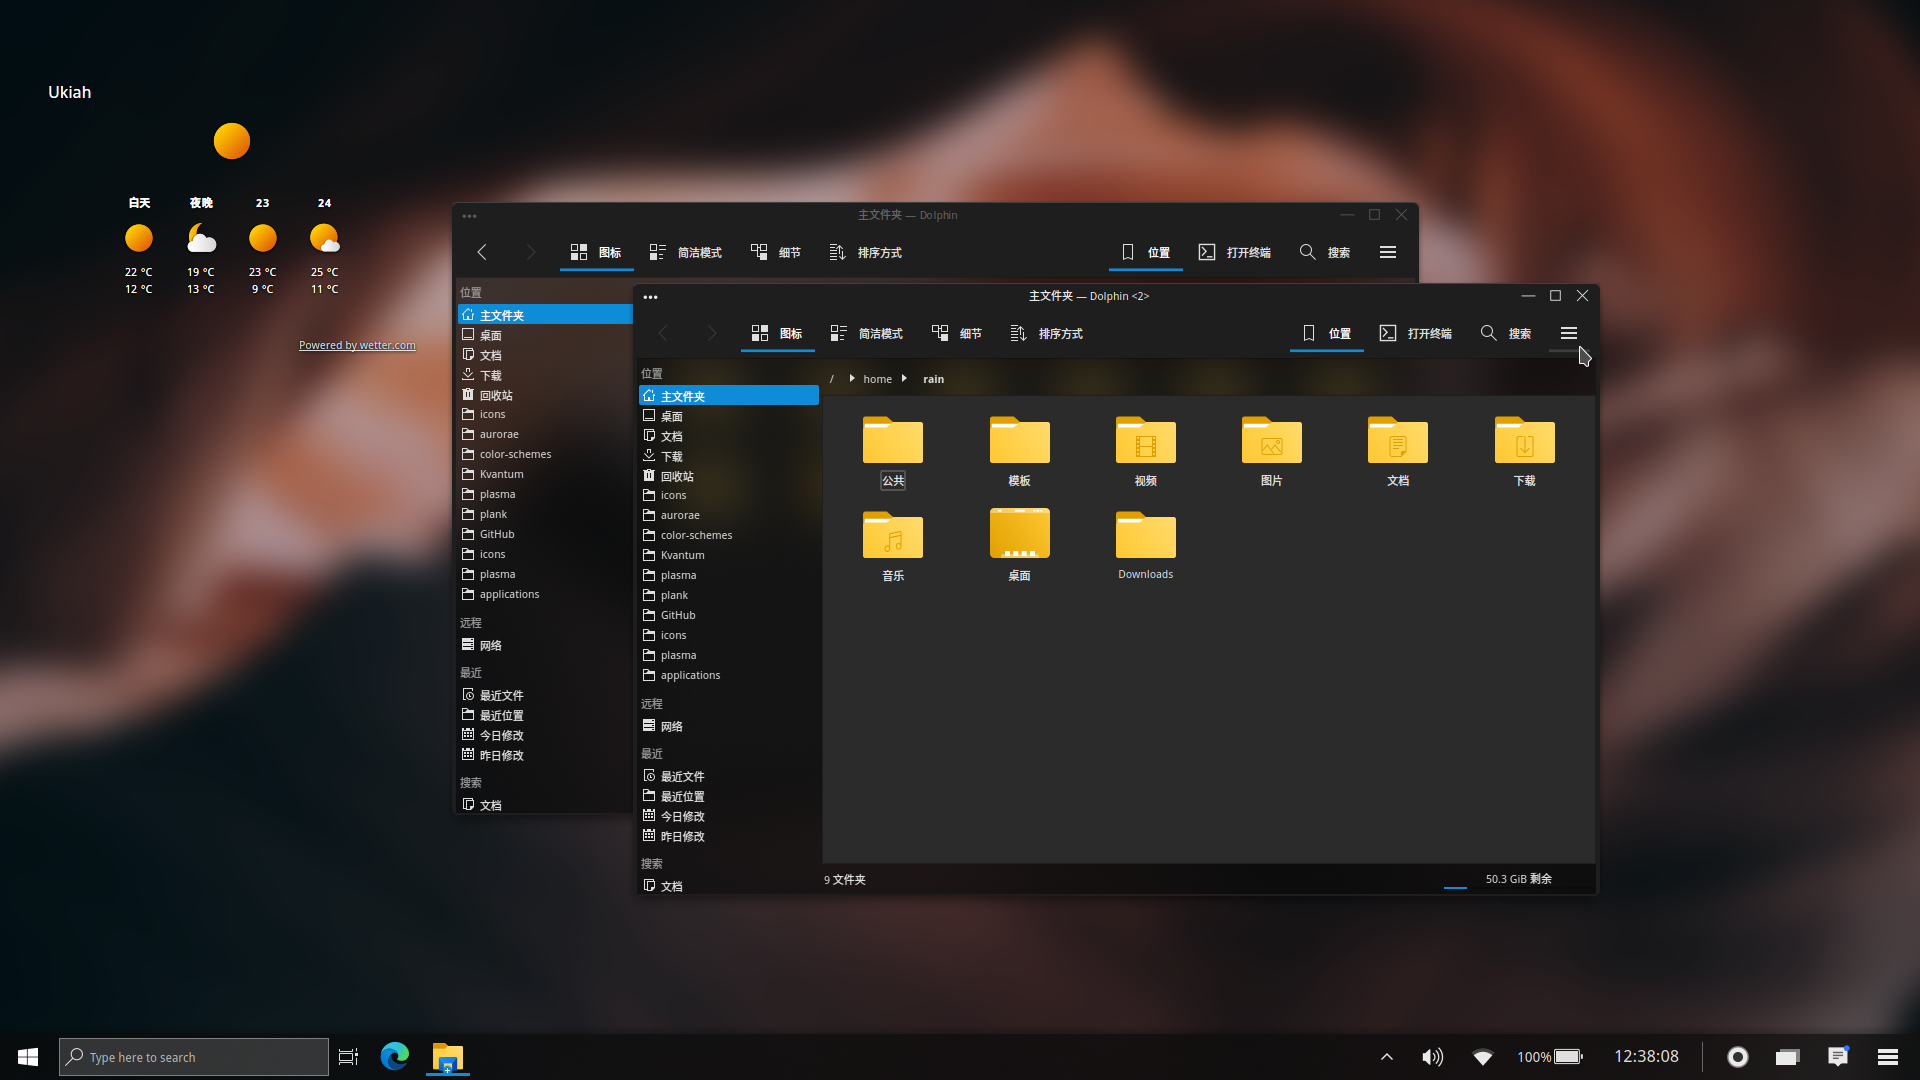 Ukiah
白天 夜晚 23 24
22 °C 19 °C 23 °C 25 °C
12 °C 13 °C 9 °C 11 °C
Powered by wetter.com
主文件夹 — Dolphin
图标 简洁模式 细节 排序方式 位置 打开终端 搜索
位置
主文件夹
桌面
文档
下载
回收站
icons
aurorae
color-schemes
Kvantum
plasma
plank
GitHub
icons
plasma
applications
远程
网络
最近
最近文件
最近位置
今日修改
昨日修改
搜索
文档
主文件夹 — Dolphin <2>
图标 简洁模式 细节 排序方式 位置 打开终端 搜索
位置
主文件夹
桌面
文档
下载
回收站
icons
aurorae
color-schemes
Kvantum
plasma
plank
GitHub
icons
plasma
applications
远程
网络
最近
最近文件
最近位置
今日修改
昨日修改
搜索
文档
/ home rain
公共 模板 视频 图片 文档 下载
音乐 桌面 Downloads
9 文件夹 50.3 GiB 剩余
Type here to search 100% 12:38:08